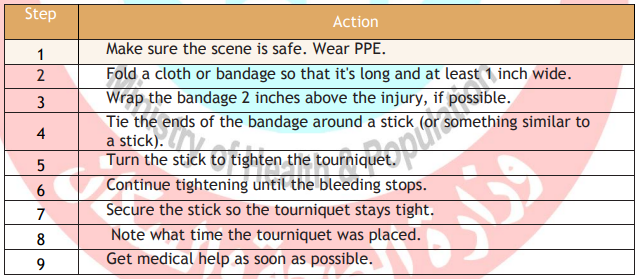 Step Action
1 Make sure the scene is safe. Wear PPE.
2 Fold a cloth or bandage so that it's long and at least 1 inch wide.
3 Wrap the bandage 2 inches above the injury, if possible.
4 Tie the ends of the bandage around a stick (or something similar to
a stick).
5 Turn the stick to tighten the tourniquet.
6 Continue tightening until the bleeding stops.
7 Secure the stick so the tourniquet stays tight.
8 Note what time the tourniquet was placed.
9 Get medical help as soon as possible.
Ministry of Health & Population
وزارة الصحة